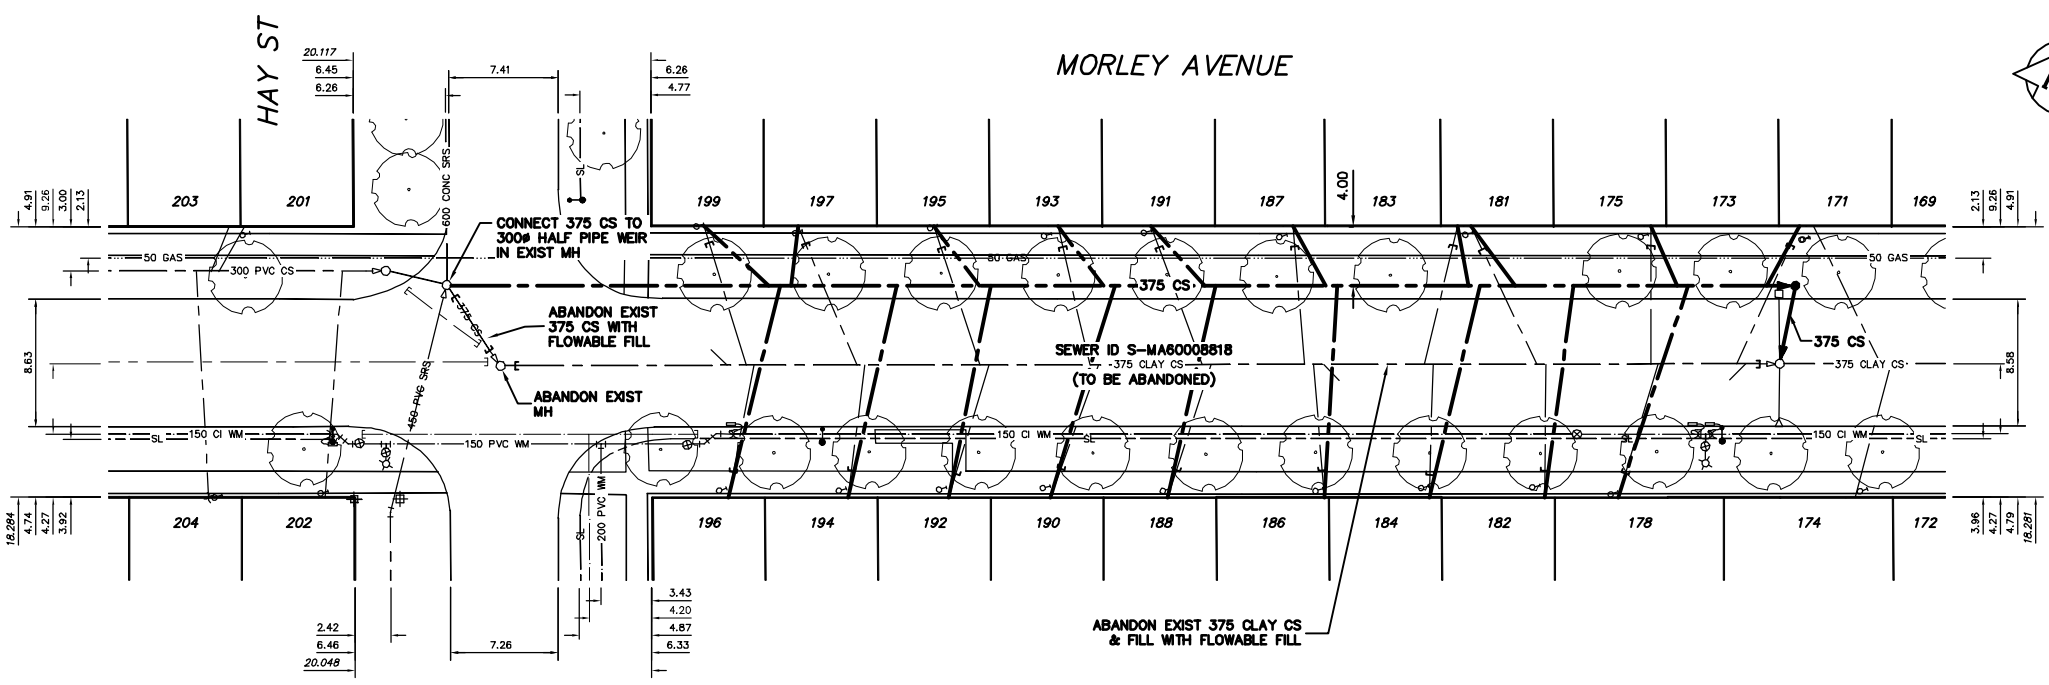 HAY ST
MORLEY AVENUE
20.117
6.45
6.26
7.41
6.26
4.77
600 CONC SRS
SL
203
201
199
197
195
193
191
187
4.00
183
181
175
173
171
169
4.91
9.26
3.00
2.13
2.13
9.26
4.91
CONNECT 375 CS TO
300ø HALF PIPE WEIR
IN EXIST MH
50 GAS
300 PVC CS
80 GAS
50 GAS
375 CS
375 CS
ABANDON EXIST
375 CS WITH
FLOWABLE FILL
SEWER ID S-MA60008818
375 CLAY CS
(TO BE ABANDONED)
375 CS
375 CLAY CS
8.63
8.58
450 PVC SRS
ABANDON EXIST
MH
SL
150 CI WM
150 PVC WM
150 CI WM
SL
SL
150 CI WM
SL
SL
200 PVC WM
204
202
196
194
192
190
188
186
184
182
178
174
172
18.284
4.74
4.27
3.92
3.96
4.27
4.79
18.281
2.42
6.46
20.048
7.26
3.43
4.20
4.87
6.33
ABANDON EXIST 375 CLAY CS
& FILL WITH FLOWABLE FILL